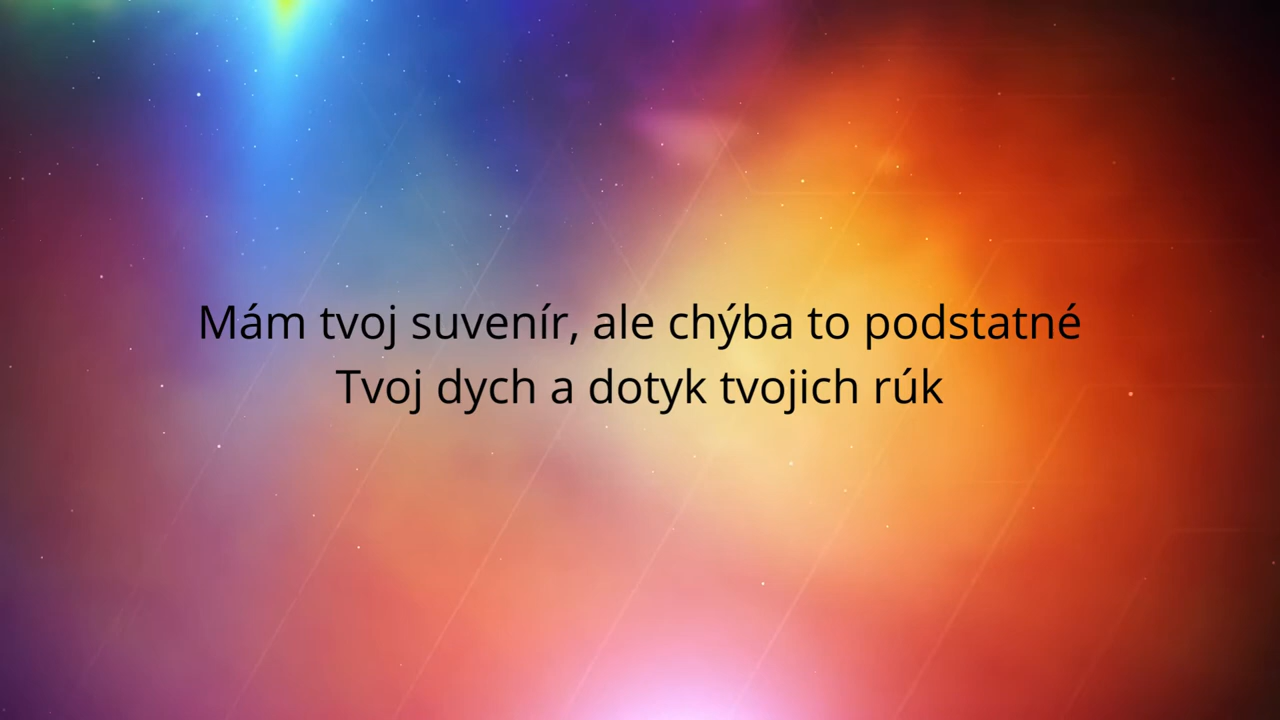 Mám tvoj suvenír, ale chýba to podstatné
Tvoj dych a dotyk tvojich rúk